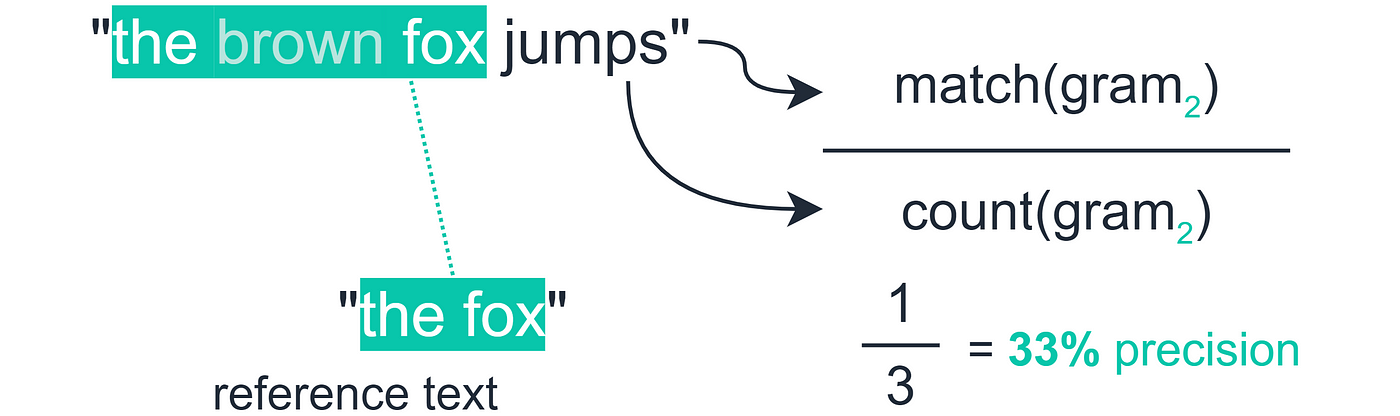 "the brown fox jumps"
match(gram₂)
count(gram₂)
"the fox"
reference text
1
3
= 33% precision